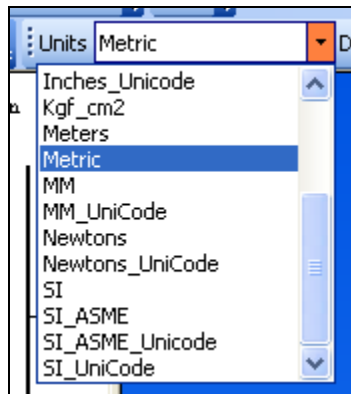 Units Metric D
Inches_Unicode
Kgf_cm2
Meters
Metric
MM
MM_UniCode
Newtons
Newtons_UniCode
SI
SI_ASME
SI_ASME_Unicode
SI_UniCode